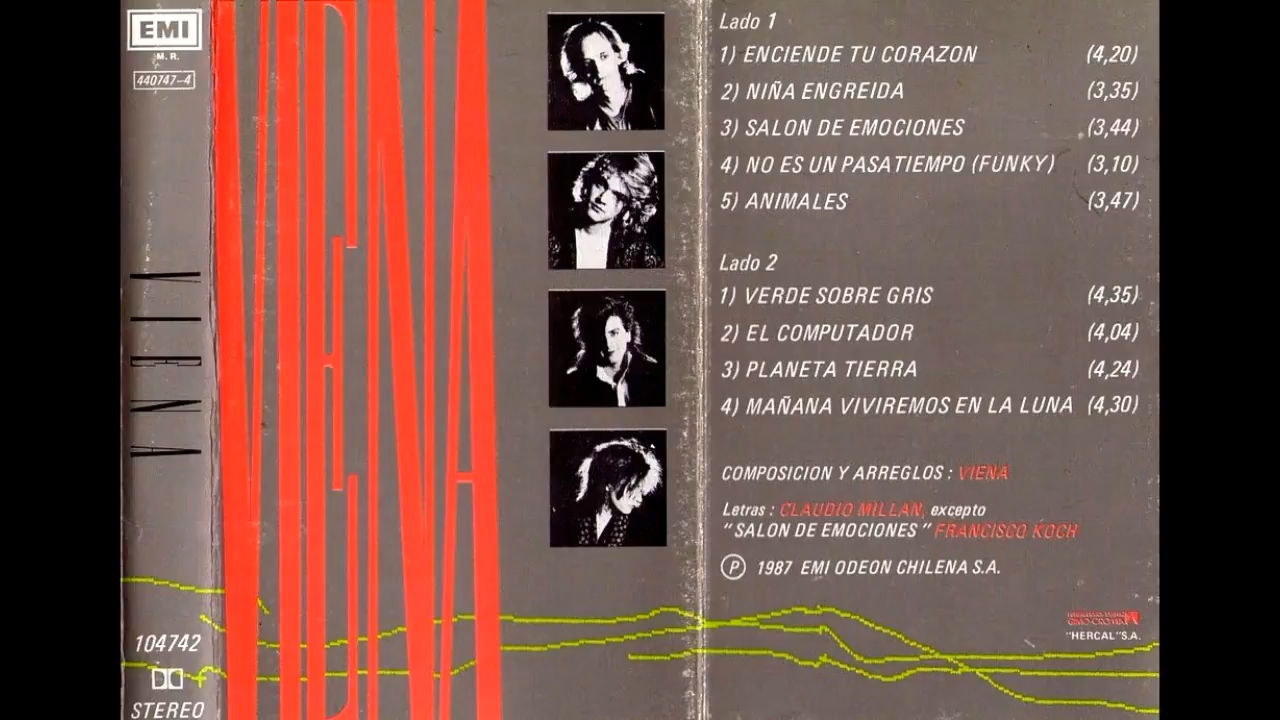 EMI
M.R.
440747-4
VIENA
104742
STEREO
VIENA
Lado 1
1) ENCIENDE TU CORAZON (4,20)
2) NIÑA ENGREIDA (3,35)
3) SALON DE EMOCIONES (3,44)
4) NO ES UN PASATIEMPO (FUNKY) (3,10)
5) ANIMALES (3,47)
Lado 2
1) VERDE SOBRE GRIS (4,35)
2) EL COMPUTADOR (4,04)
3) PLANETA TIERRA (4,24)
4) MAÑANA VIVIREMOS EN LA LUNA (4,30)
COMPOSICION Y ARREGLOS : VIENA
Letras : CLAUDIO MILLAN, excepto
"SALON DE EMOCIONES" FRANCISCO KOCH
Ⓟ 1987 EMI ODEON CHILENA S.A.
"HERCAL" S.A.